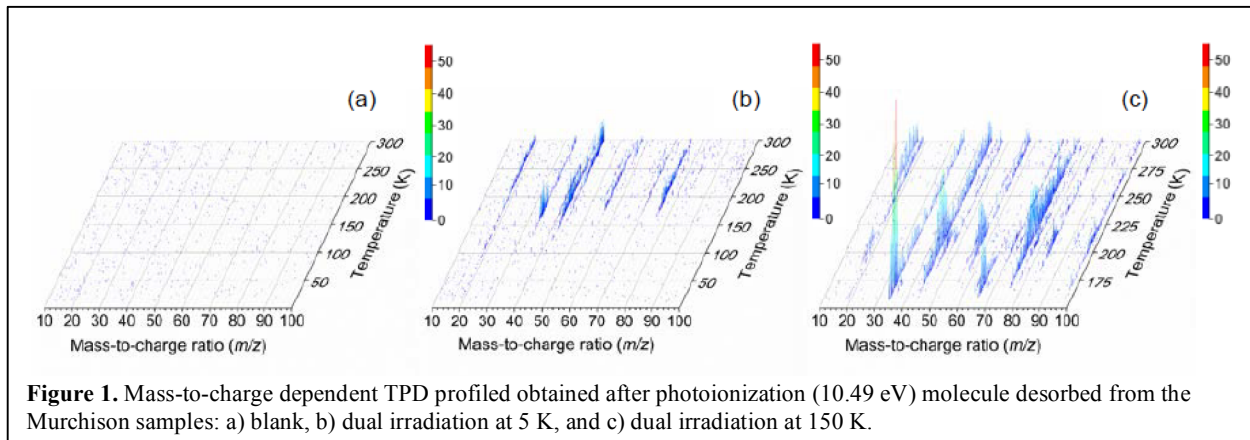 (a)
50
40
30
20
10
0
300
250
200
150
100
50
Temperature (K)
10 20 30 40 50 60 70 80 90 100
Mass-to-charge ratio (m/z)
(b)
50
40
30
20
10
0
300
250
200
150
100
50
Temperature (K)
10 20 30 40 50 60 70 80 90 100
Mass-to-charge ratio (m/z)
(c)
50
40
30
20
10
0
300
275
250
225
200
175
Temperature (K)
10 20 30 40 50 60 70 80 90 100
Mass-to-charge ratio (m/z)
Figure 1. Mass-to-charge dependent TPD profiled obtained after photoionization (10.49 eV) molecule desorbed from the
Murchison samples: a) blank, b) dual irradiation at 5 K, and c) dual irradiation at 150 K.